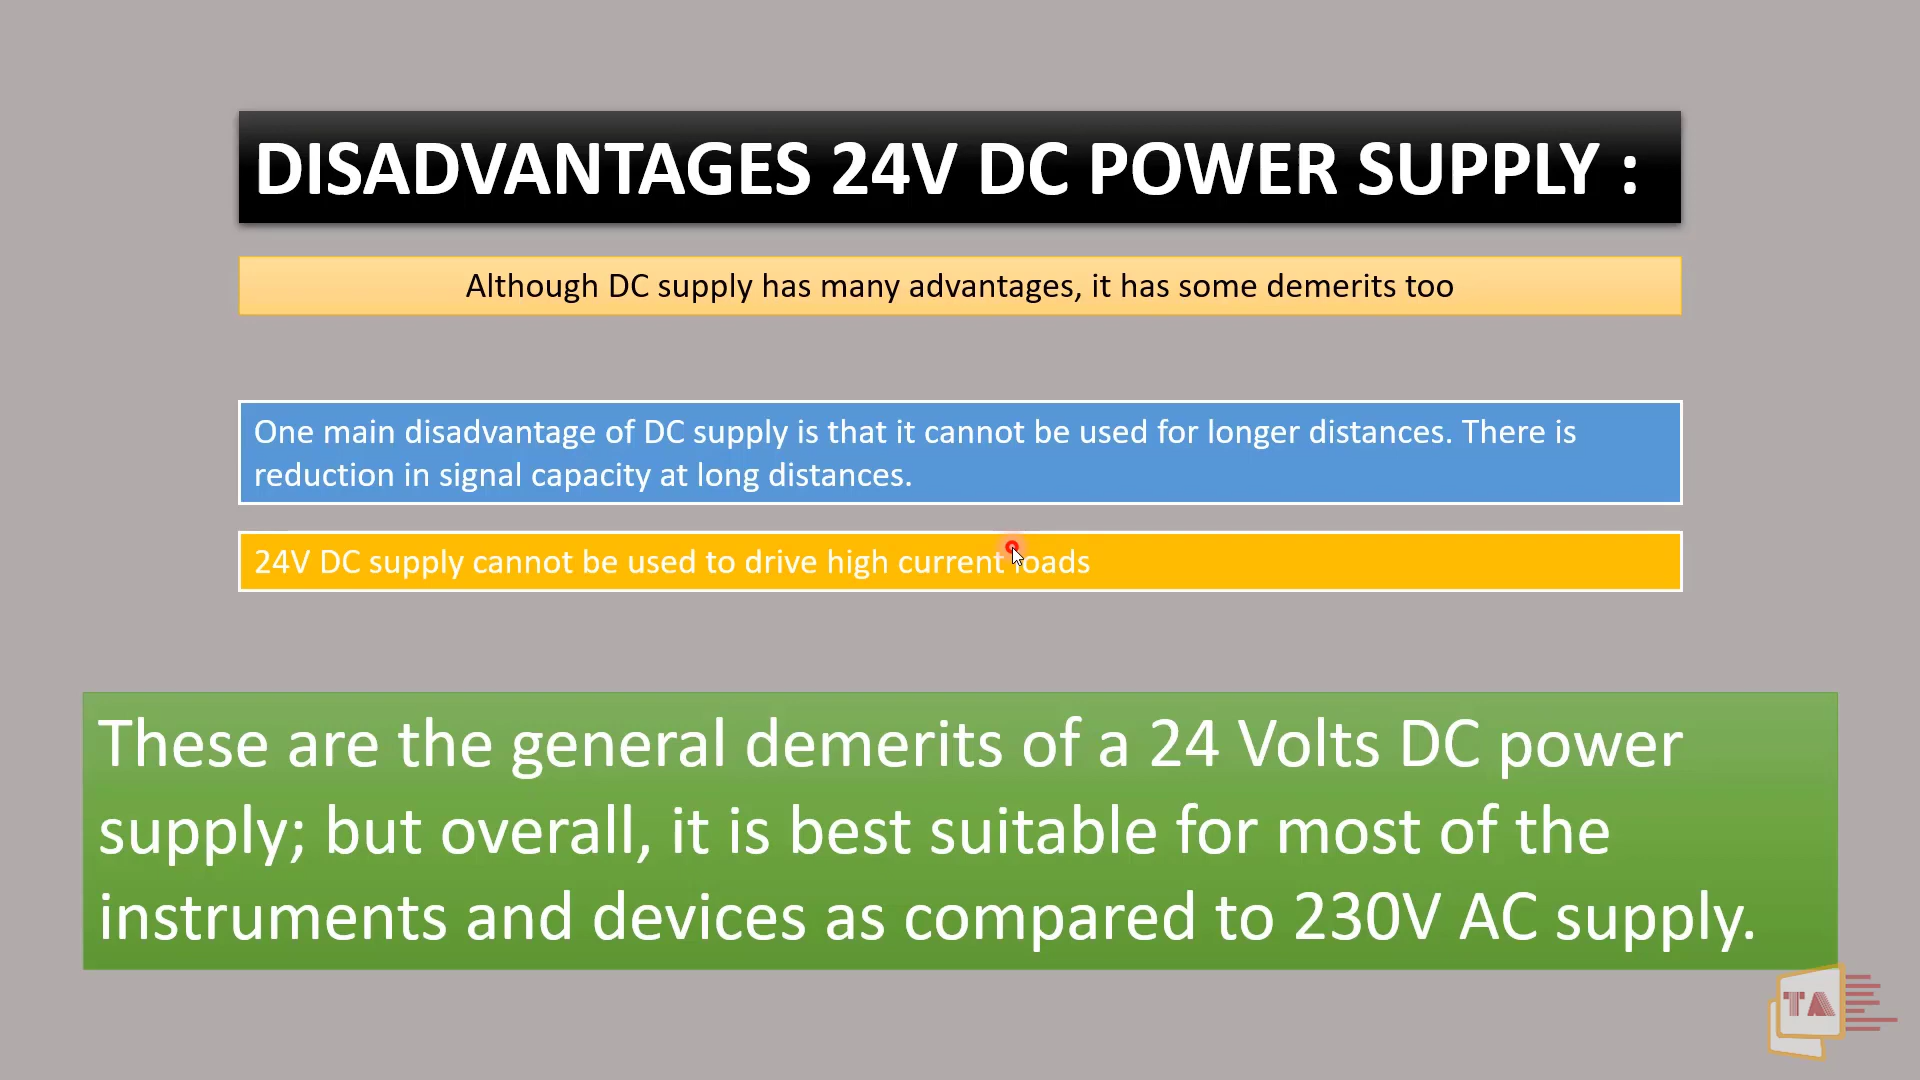 DISADVANTAGES 24V DC POWER SUPPLY :
Although DC supply has many advantages, it has some demerits too
One main disadvantage of DC supply is that it cannot be used for longer distances. There is
reduction in signal capacity at long distances.
24V DC supply cannot be used to drive high current loads
These are the general demerits of a 24 Volts DC power
supply; but overall, it is best suitable for most of the
instruments and devices as compared to 230V AC supply.
TA